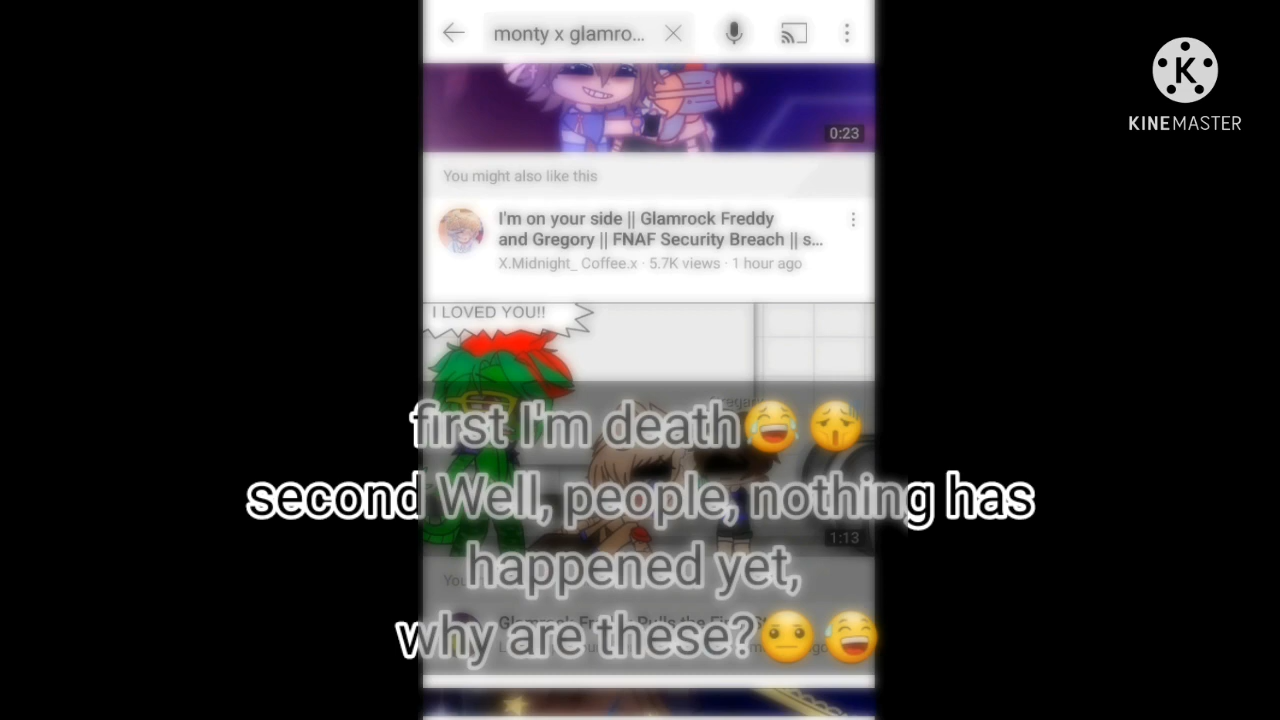 monty x glamro...
KINEMASTER
0:23
You might also like this
I'm on your side || Glamrock Freddy
and Gregory || FNAF Security Breach || s...
X.Midnight_ Coffee.x · 5.7K views · 1 hour ago
I LOVED YOU!!
first I'm death😂😫
second Well, people, nothing has
1:13
happened yet,
why are these?😐😅